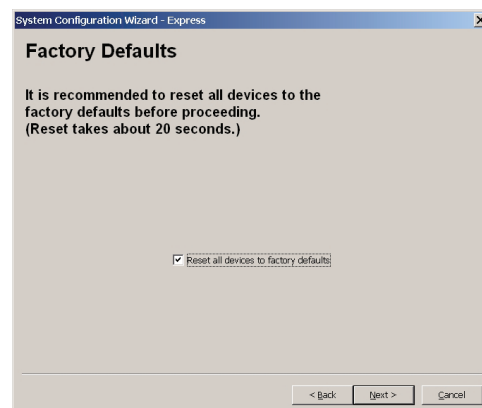 System Configuration Wizard - Express
Factory Defaults
It is recommended to reset all devices to the
factory defaults before proceeding.
(Reset takes about 20 seconds.)
Reset all devices to factory defaults
< Back
Next >
Cancel